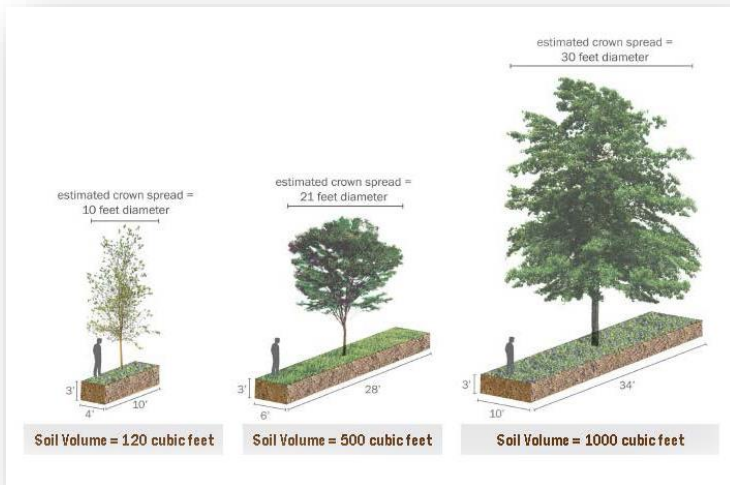 estimated crown spread =
10 feet diameter
3'
4'
10'
Soil Volume = 120 cubic feet
estimated crown spread =
21 feet diameter
3'
6'
28'
Soil Volume = 500 cubic feet
estimated crown spread =
30 feet diameter
3'
10'
34'
Soil Volume = 1000 cubic feet